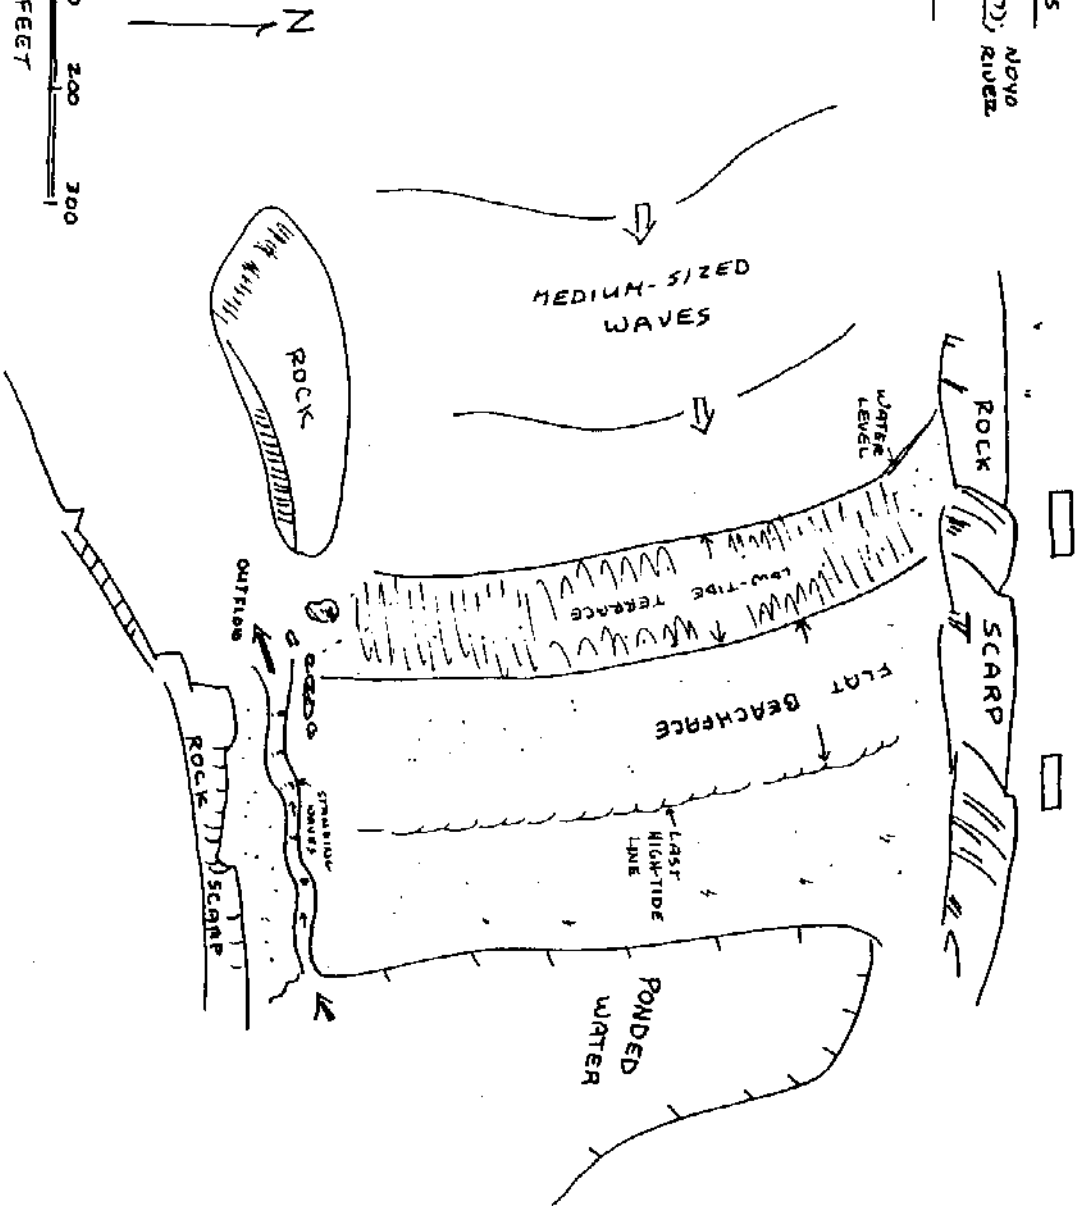 S
?); NOYO
RIVER
N
200
300
FEET
MEDIUM-SIZED
WAVES
ROCK
ROCK
WATER
LEVEL
LOW-TIDE TERRACE
SCARP
FLAT BEACHFACE
OUTFLOW
STANDING
WAVES
LAST
HIGH-TIDE
LINE
ROCK
SCARP
PONDED
WATER